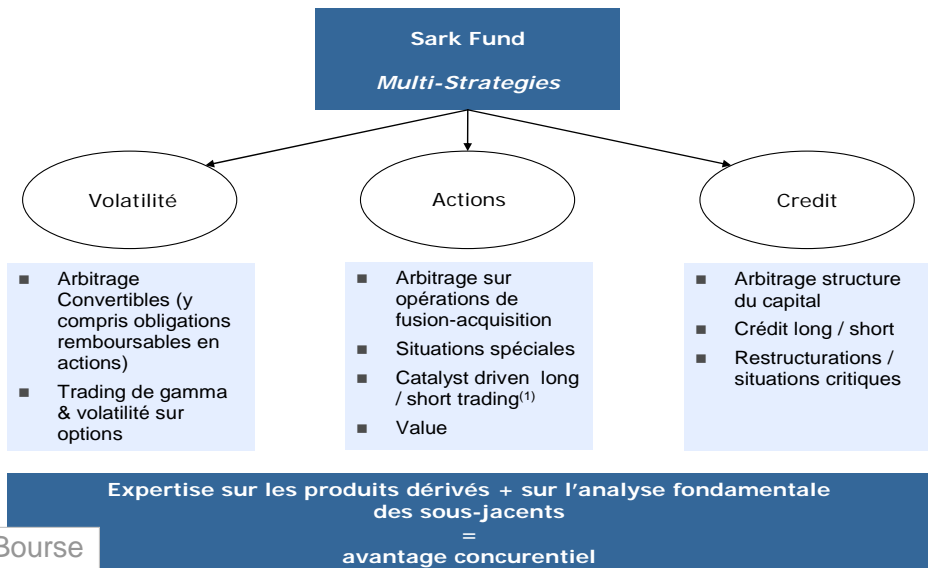 Sark Fund
Multi-Strategies
Volatilité
Actions
Credit
■ Arbitrage
Convertibles (y
compris obligations
remboursables en
actions)
■ Trading de gamma
& volatilité sur
options
■ Arbitrage sur
opérations de
fusion-acquisition
■ Situations spéciales
■ Catalyst driven long
/ short trading(1)
■ Value
■ Arbitrage structure
du capital
■ Crédit long / short
■ Restructurations /
situations critiques
Expertise sur les produits dérivés + sur l'analyse fondamentale
des sous-jacents
=
avantage concurentiel
Bourse